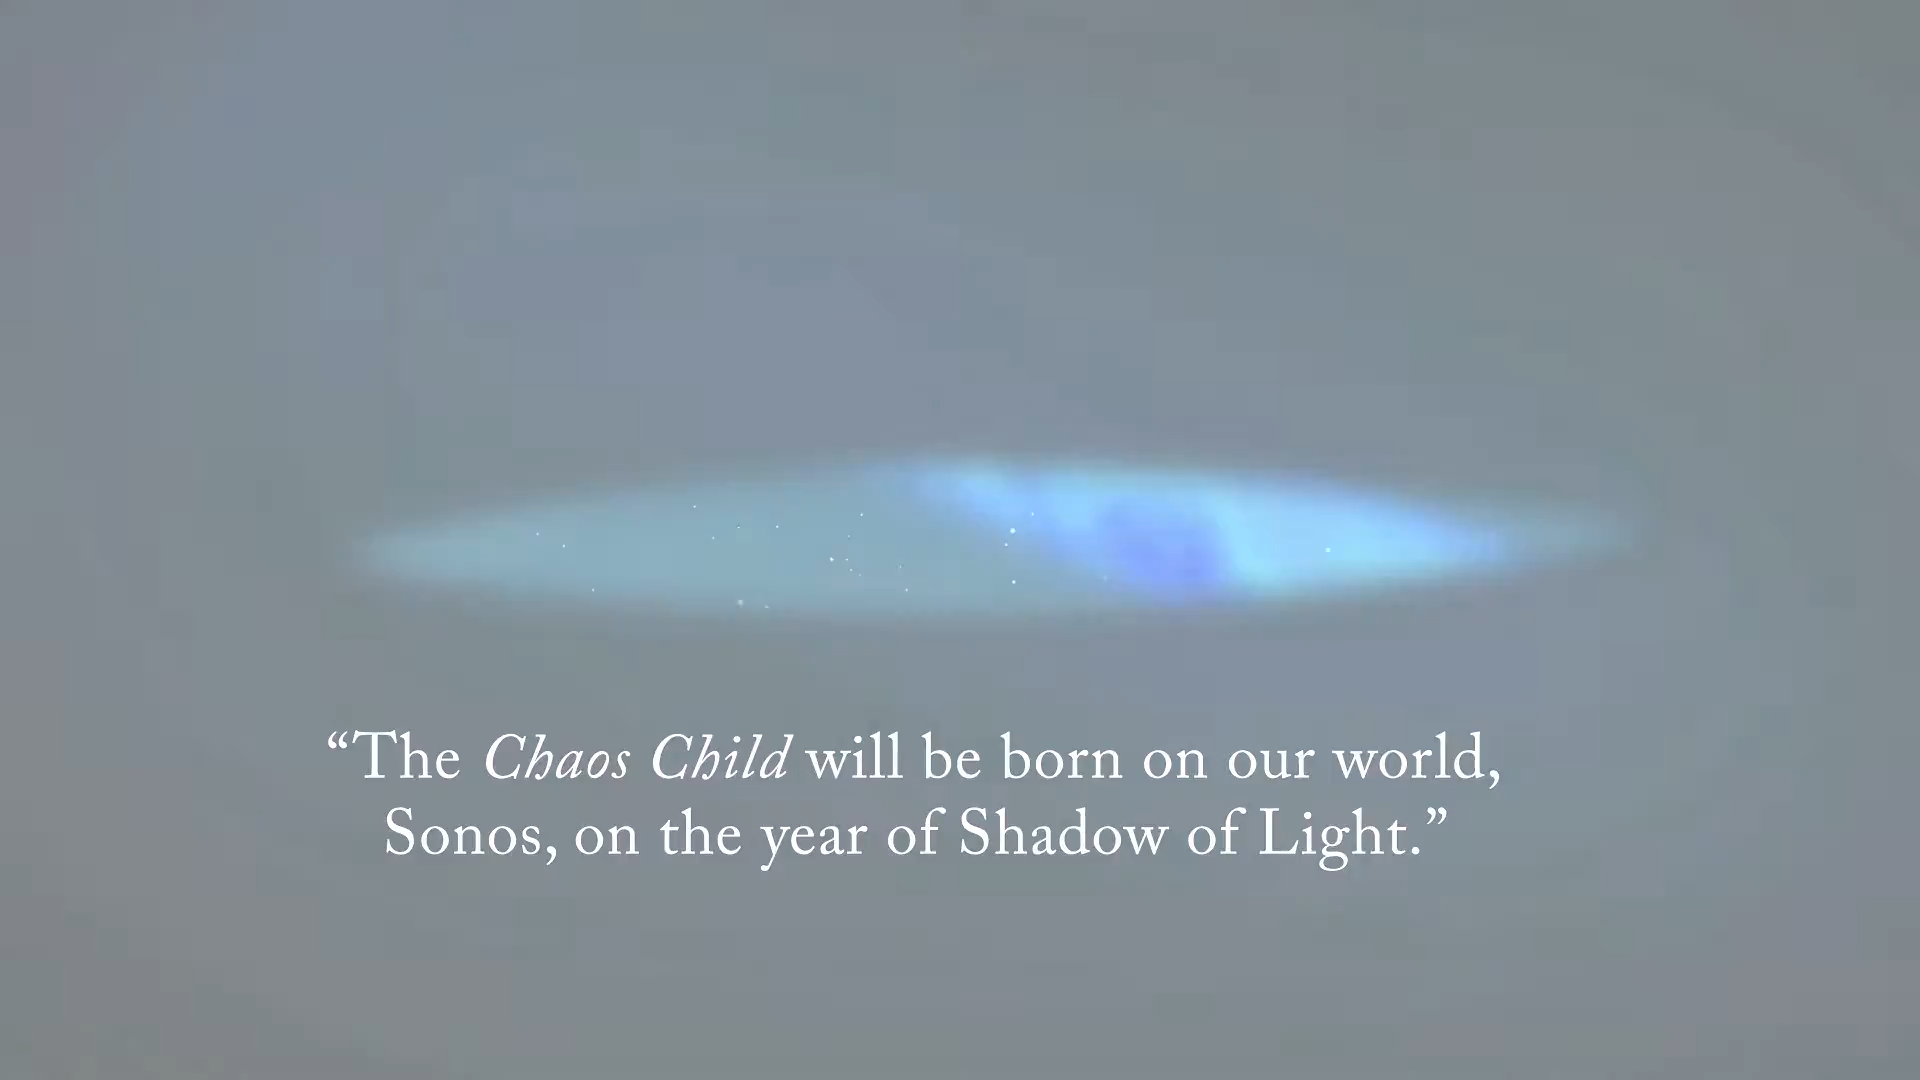 “The Chaos Child will be born on our world,
Sonos, on the year of Shadow of Light.”